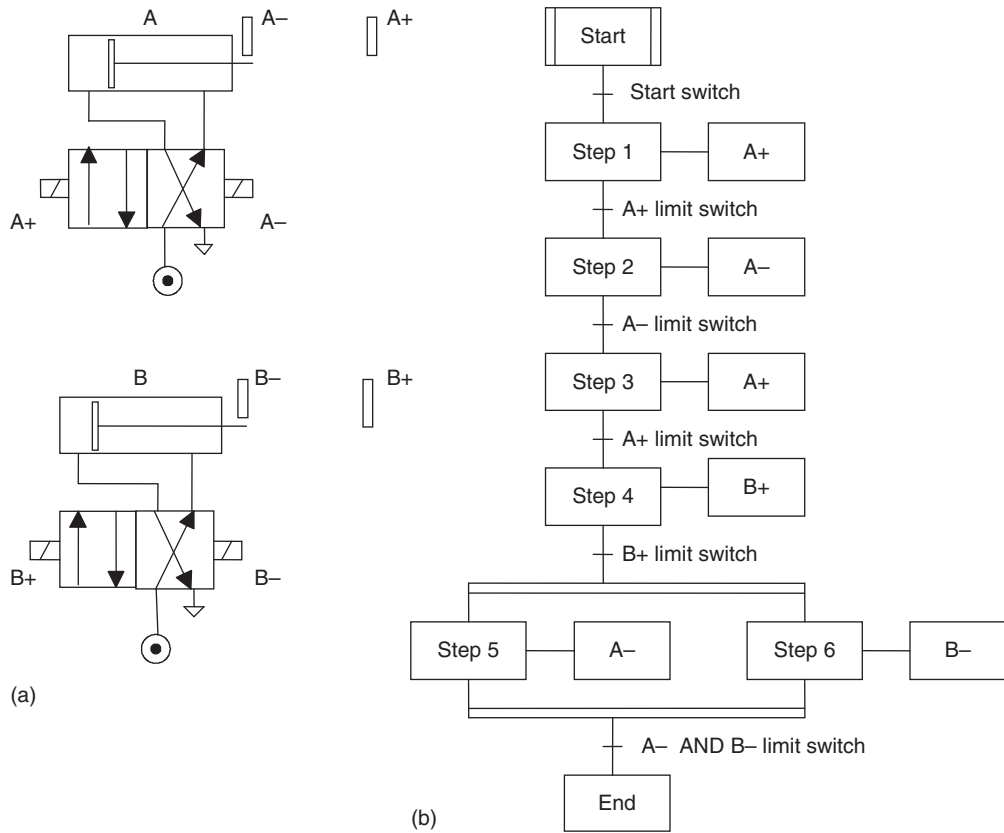 A
A−
A+
A+
A−
B
B−
B+
B+
B−
(a)
Start
Start switch
Step 1
A+
A+ limit switch
Step 2
A−
A− limit switch
Step 3
A+
A+ limit switch
Step 4
B+
B+ limit switch
Step 5
A−
Step 6
B−
A− AND B− limit switch
End
(b)